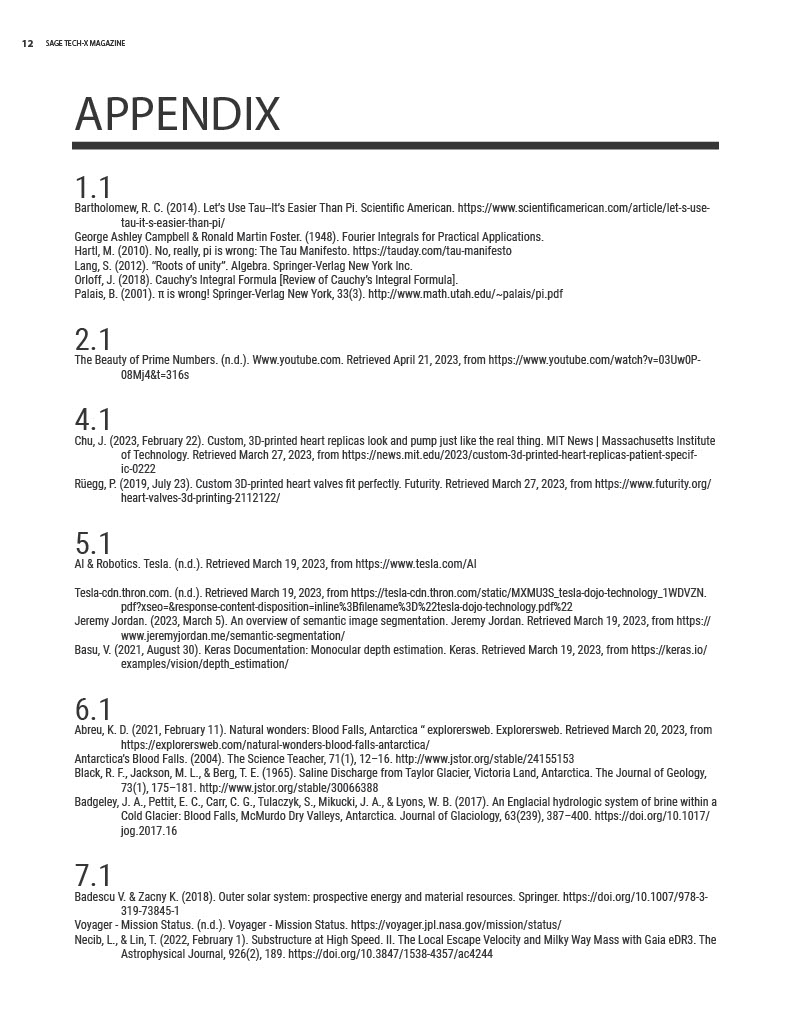 12 SAGE TECH-X MAGAZINE
APPENDIX
1.1
Bartholomew, R. C. (2014). Let's Use Tau--It's Easier Than Pi. Scientific American. https://www.scientificamerican.com/article/let-s-use-
tau-it-s-easier-than-pi/
George Ashley Campbell & Ronald Martin Foster. (1948). Fourier Integrals for Practical Applications.
Hartl, M. (2010). No, really, pi is wrong: The Tau Manifesto. https://tauday.com/tau-manifesto
Lang, S. (2012). “Roots of unity”. Algebra. Springer-Verlag New York Inc.
Orloff, J. (2018). Cauchy's Integral Formula [Review of Cauchy's Integral Formula].
Palais, B. (2001). π is wrong! Springer-Verlag New York, 33(3). http://www.math.utah.edu/~palais/pi.pdf
2.1
The Beauty of Prime Numbers. (n.d.). Www.youtube.com. Retrieved April 21, 2023, from https://www.youtube.com/watch?v=03Uw0P-
08Mj4&t=316s
4.1
Chu, J. (2023, February 22). Custom, 3D-printed heart replicas look and pump just like the real thing. MIT News | Massachusetts Institute
of Technology. Retrieved March 27, 2023, from https://news.mit.edu/2023/custom-3d-printed-heart-replicas-patient-specif-
ic-0222
Rüegg, P. (2019, July 23). Custom 3D-printed heart valves fit perfectly. Futurity. Retrieved March 27, 2023, from https://www.futurity.org/
heart-valves-3d-printing-2112122/
5.1
AI & Robotics. Tesla. (n.d.). Retrieved March 19, 2023, from https://www.tesla.com/AI
Tesla-cdn.thron.com. (n.d.). Retrieved March 19, 2023, from https://tesla-cdn.thron.com/static/MXMU3S_tesla-dojo-technology_1WDVZN.
pdf?xseo=&response-content-disposition=inline%3Bfilename%3D%22tesla-dojo-technology.pdf%22
Jeremy Jordan. (2023, March 5). An overview of semantic image segmentation. Jeremy Jordan. Retrieved March 19, 2023, from https://
www.jeremyjordan.me/semantic-segmentation/
Basu, V. (2021, August 30). Keras Documentation: Monocular depth estimation. Keras. Retrieved March 19, 2023, from https://keras.io/
examples/vision/depth_estimation/
6.1
Abreu, K. D. (2021, February 11). Natural wonders: Blood Falls, Antarctica “ explorersweb. Explorersweb. Retrieved March 20, 2023, from
https://explorersweb.com/natural-wonders-blood-falls-antarctica/
Antarctica's Blood Falls. (2004). The Science Teacher, 71(1), 12–16. http://www.jstor.org/stable/24155153
Black, R. F., Jackson, M. L., & Berg, T. E. (1965). Saline Discharge from Taylor Glacier, Victoria Land, Antarctica. The Journal of Geology,
73(1), 175–181. http://www.jstor.org/stable/30066388
Badgeley, J. A., Pettit, E. C., Carr, C. G., Tulaczyk, S., Mikucki, J. A., & Lyons, W. B. (2017). An Englacial hydrologic system of brine within a
Cold Glacier: Blood Falls, McMurdo Dry Valleys, Antarctica. Journal of Glaciology, 63(239), 387–400. https://doi.org/10.1017/
jog.2017.16
7.1
Badescu V. & Zacny K. (2018). Outer solar system: prospective energy and material resources. Springer. https://doi.org/10.1007/978-3-
319-73845-1
Voyager - Mission Status. (n.d.). Voyager - Mission Status. https://voyager.jpl.nasa.gov/mission/status/
Necib, L., & Lin, T. (2022, February 1). Substructure at High Speed. II. The Local Escape Velocity and Milky Way Mass with Gaia eDR3. The
Astrophysical Journal, 926(2), 189. https://doi.org/10.3847/1538-4357/ac4244